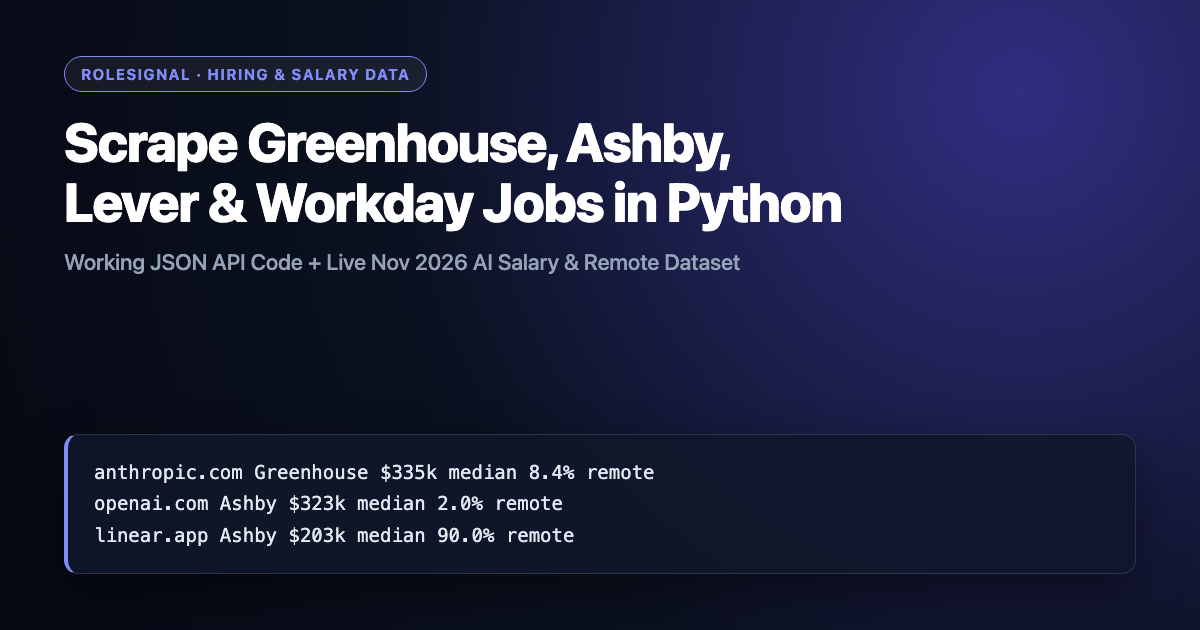 ROLESIGNAL · HIRING & SALARY DATA
Scrape Greenhouse, Ashby,
Lever & Workday Jobs in Python
Working JSON API Code + Live Nov 2026 AI Salary & Remote Dataset
anthropic.com Greenhouse $335k median 8.4% remote
openai.com Ashby $323k median 2.0% remote
linear.app Ashby $203k median 90.0% remote